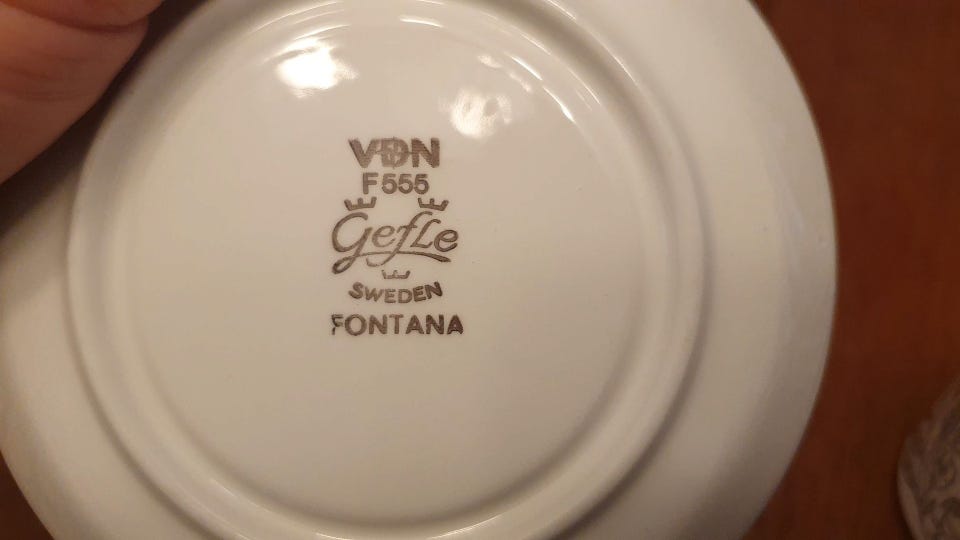 VDN
F555
Gefle
SWEDEN
FONTANA